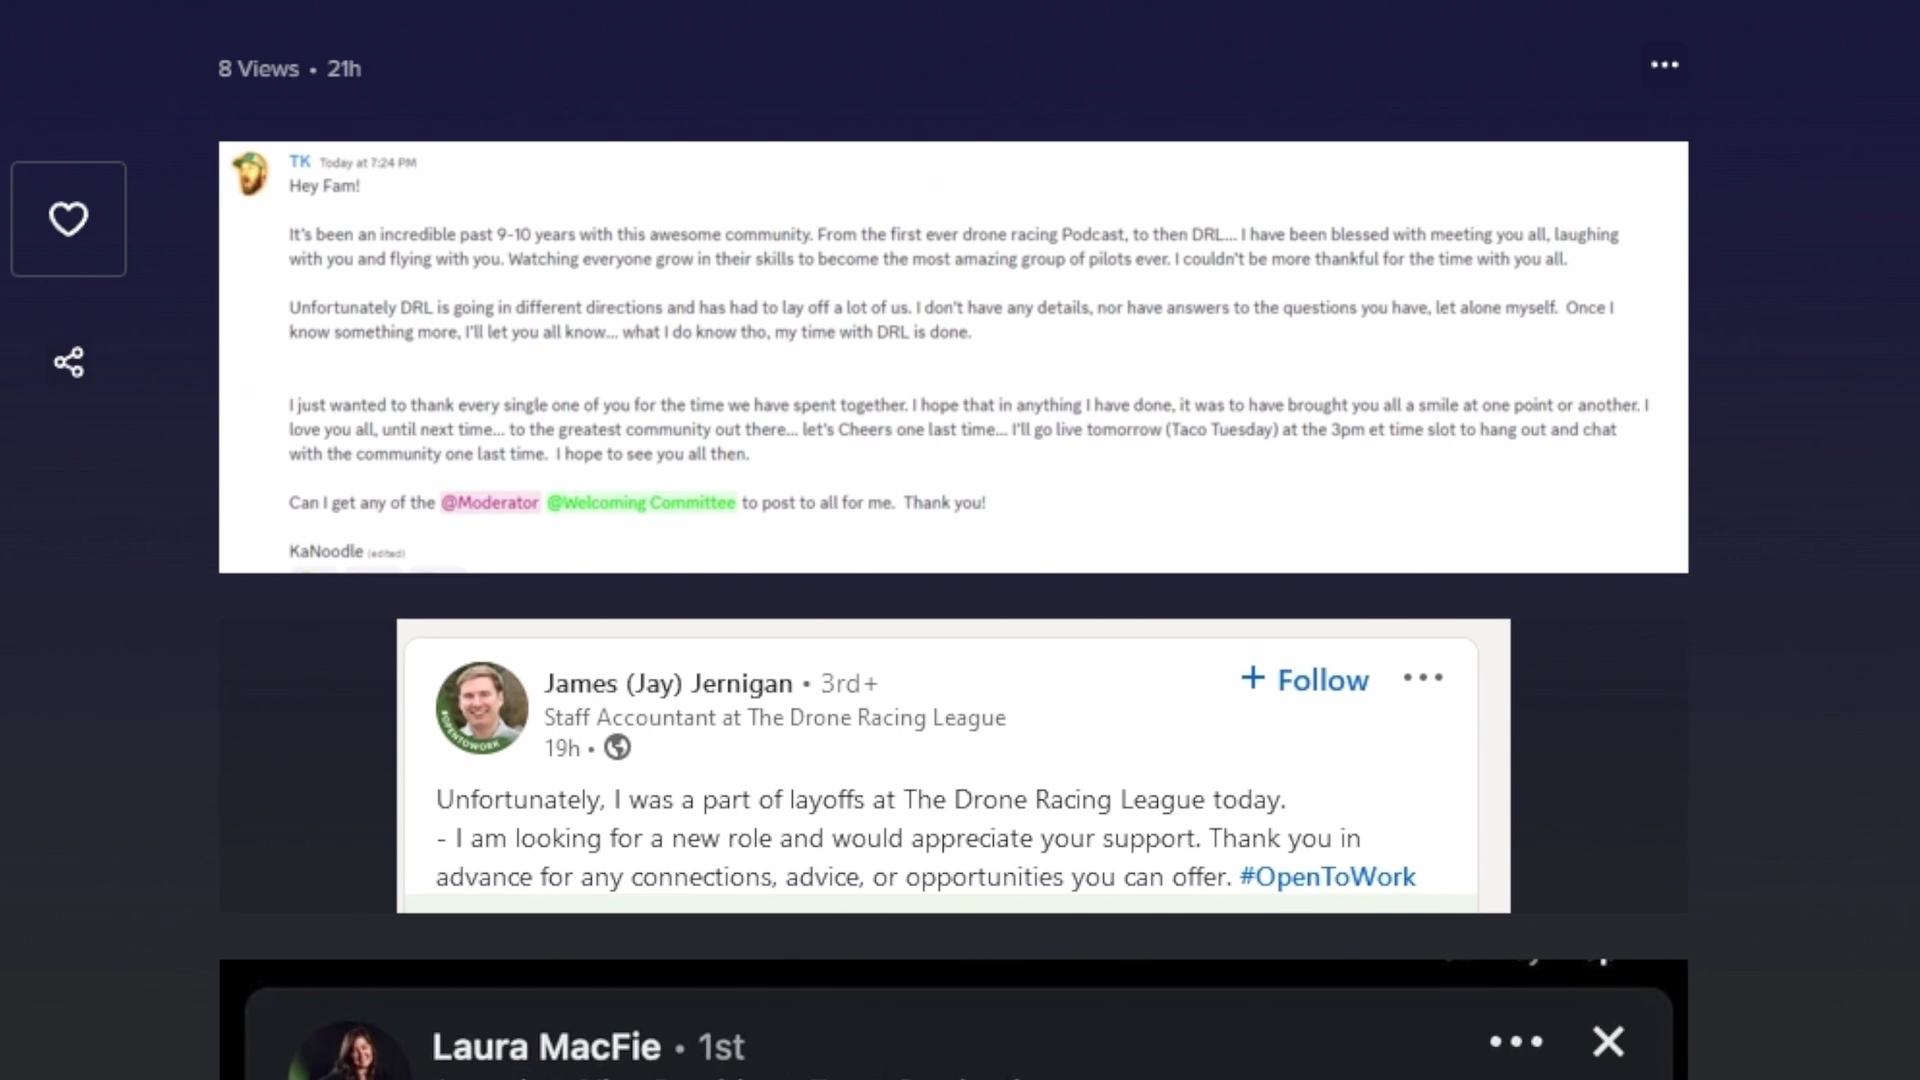 8 Views • 21h
TK Today at 7:24 PM
Hey Fam!
It's been an incredible past 9-10 years with this awesome community. From the first ever drone racing Podcast, to then DRL... I have been blessed with meeting you all, laughing
with you and flying with you. Watching everyone grow in their skills to become the most amazing group of pilots ever. I couldn't be more thankful for the time with you all.
Unfortunately DRL is going in different directions and has had to lay off a lot of us. I don't have any details, nor have answers to the questions you have, let alone myself. Once I
know something more, I'll let you all know... what I do know tho, my time with DRL is done.
I just wanted to thank every single one of you for the time we have spent together. I hope that in anything I have done, it was to have brought you all a smile at one point or another. I
love you all, until next time... to the greatest community out there... let's Cheers one last time... I'll go live tomorrow (Taco Tuesday) at the 3pm et time slot to hang out and chat
with the community one last time. I hope to see you all then.
Can I get any of the @Moderator @Welcoming Committee to post to all for me. Thank you!
KaNoodle (edited)
James (Jay) Jernigan • 3rd+
+ Follow
Staff Accountant at The Drone Racing League
19h •
#OPENTOWORK
Unfortunately, I was a part of layoffs at The Drone Racing League today.
- I am looking for a new role and would appreciate your support. Thank you in
advance for any connections, advice, or opportunities you can offer. #OpenToWork
Laura MacFie • 1st